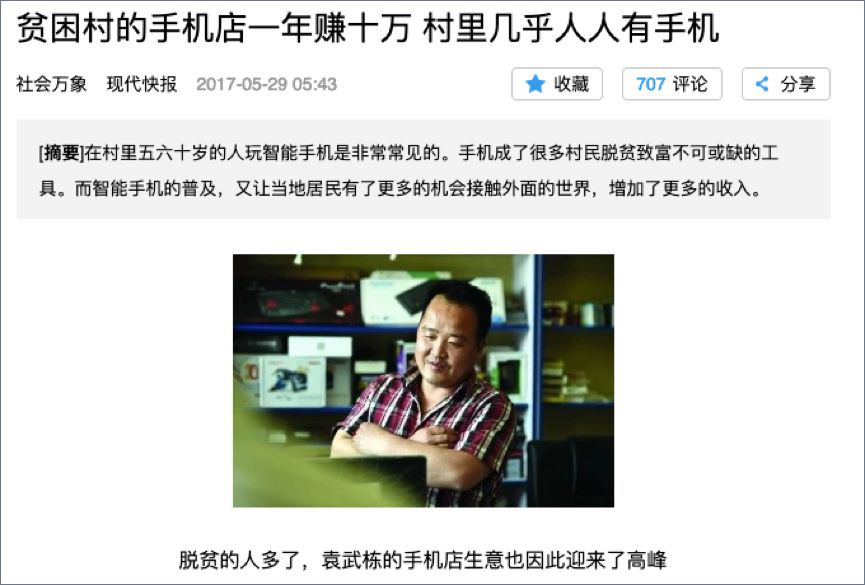 贫困村的手机店一年赚十万 村里几乎人人有手机
社会万象 现代快报 2017-05-29 05:43 收藏 707 评论 分享
[摘要]在村里五六十岁的人玩智能手机是非常常见的。手机成了很多村民脱贫致富不可或缺的工
具。而智能手机的普及，又让当地居民有了更多的机会接触外面的世界，增加了更多的收入。
脱贫的人多了，袁武栋的手机店生意也因此迎来了高峰